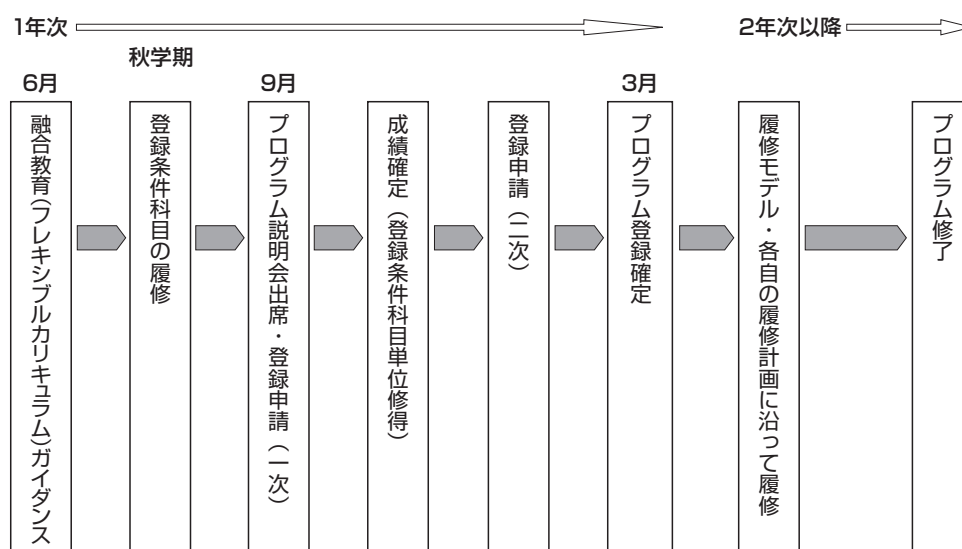 1年次
2年次以降
秋学期
6月
9月
3月
融合教育(フレキシブルカリキュラム)ガイダンス
登録条件科目の履修
プログラム説明会出席・登録申請（一次）
成績確定（登録条件科目単位修得）
登録申請（二次）
プログラム登録確定
履修モデル・各自の履修計画に沿って履修
プログラム修了